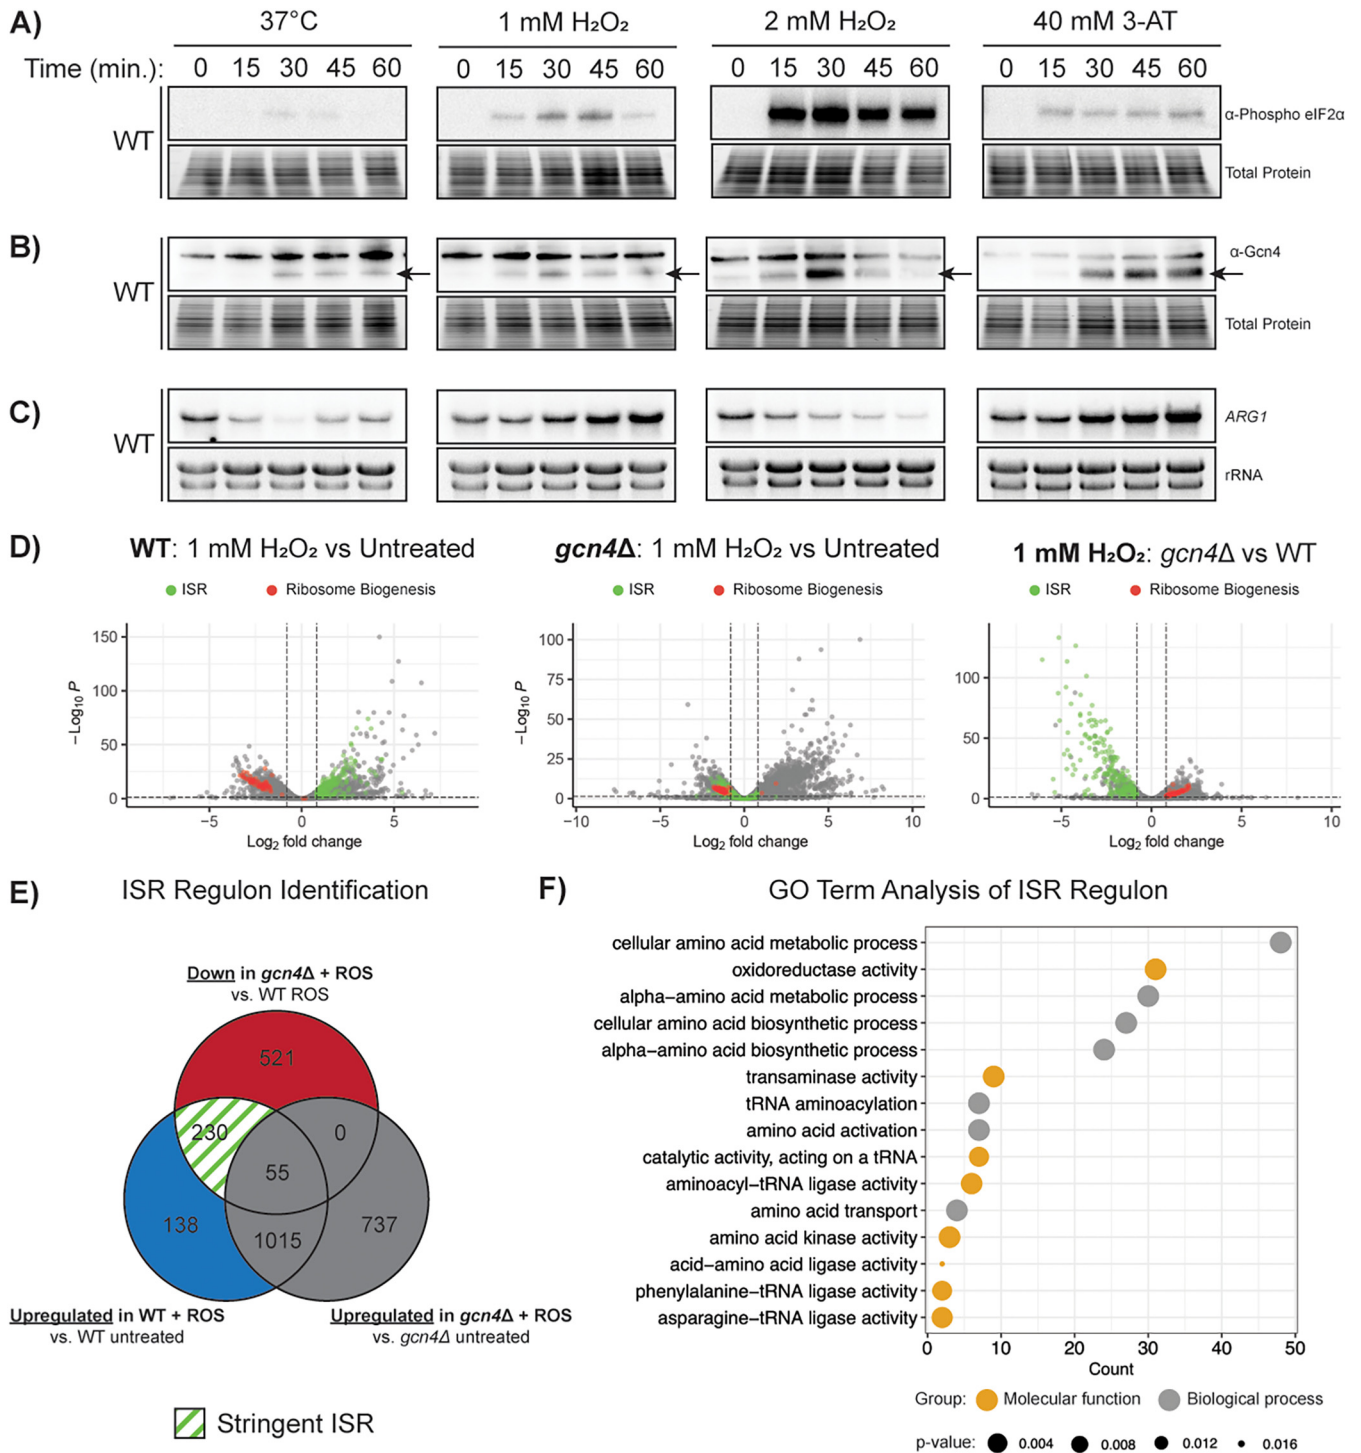 A)
37°C
1 mM H₂O₂
2 mM H₂O₂
40 mM 3-AT
Time (min.): 0 15 30 45 60 0 15 30 45 60 0 15 30 45 60 0 15 30 45 60
WT
α-Phospho eIF2α
Total Protein
B)
WT
α-Gcn4
Total Protein
C)
WT
ARG1
rRNA
D)
WT: 1 mM H₂O₂ vs Untreated
ISR Ribosome Biogenesis
−Log₁₀ P
150
100
50
0
−5 0 5
Log₂ fold change
gcn4Δ: 1 mM H₂O₂ vs Untreated
ISR Ribosome Biogenesis
−Log₁₀ P
100
75
50
25
0
−10 −5 0 5 10
Log₂ fold change
1 mM H₂O₂: gcn4Δ vs WT
ISR Ribosome Biogenesis
100
50
0
−5 0 5 10
Log₂ fold change
E)
ISR Regulon Identification
Down in gcn4Δ + ROS
vs. WT ROS
521
230
0
55
138
1015
737
Upregulated in WT + ROS
vs. WT untreated
Upregulated in gcn4Δ + ROS
vs. gcn4Δ untreated
Stringent ISR
F)
GO Term Analysis of ISR Regulon
cellular amino acid metabolic process
oxidoreductase activity
alpha−amino acid metabolic process
cellular amino acid biosynthetic process
alpha−amino acid biosynthetic process
transaminase activity
tRNA aminoacylation
amino acid activation
catalytic activity, acting on a tRNA
aminoacyl−tRNA ligase activity
amino acid transport
amino acid kinase activity
acid−amino acid ligase activity
phenylalanine−tRNA ligase activity
asparagine−tRNA ligase activity
0 10 20 30 40 50
Count
Group: Molecular function Biological process
p-value: 0.004 0.008 0.012 0.016